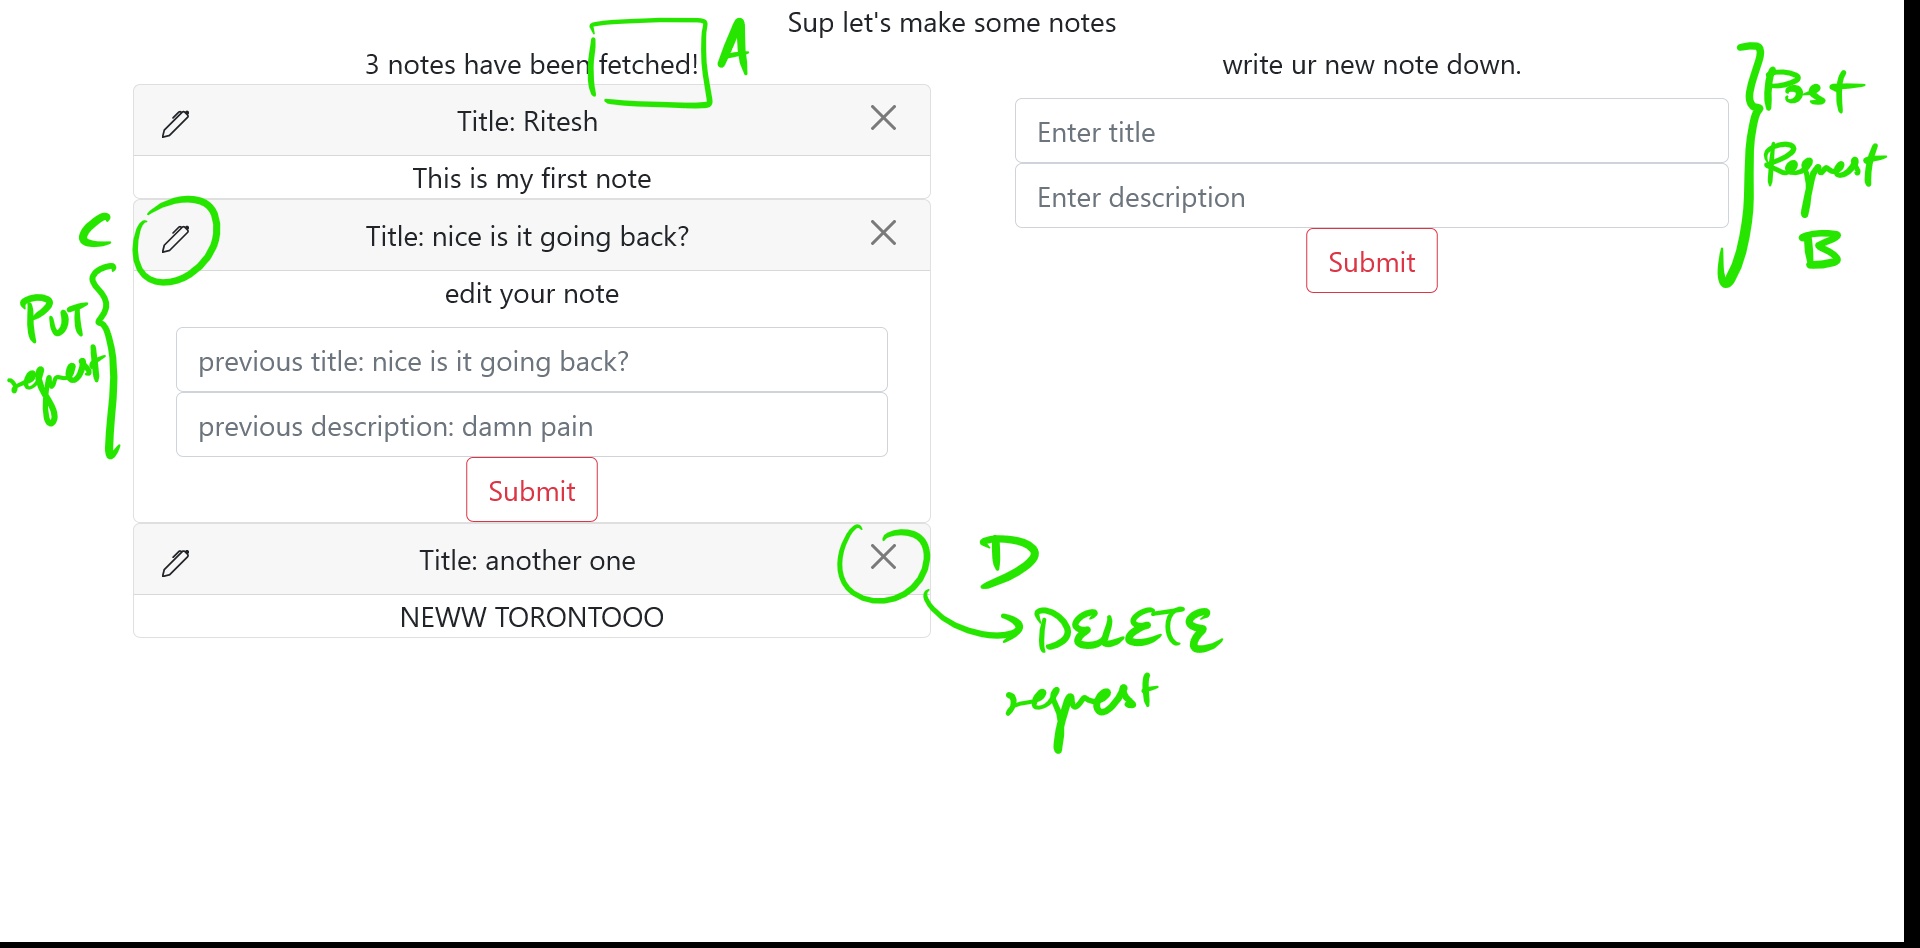 Sup let's make some notes
3 notes have been fetched!
A
Title: Ritesh
This is my first note
C
Title: nice is it going back?
PUT
request
edit your note
previous title: nice is it going back?
previous description: damn pain
Submit
Title: another one
NEWW TORONTOOO
D
DELETE
request
write ur new note down.
Enter title
Enter description
Submit
Post
Request
B